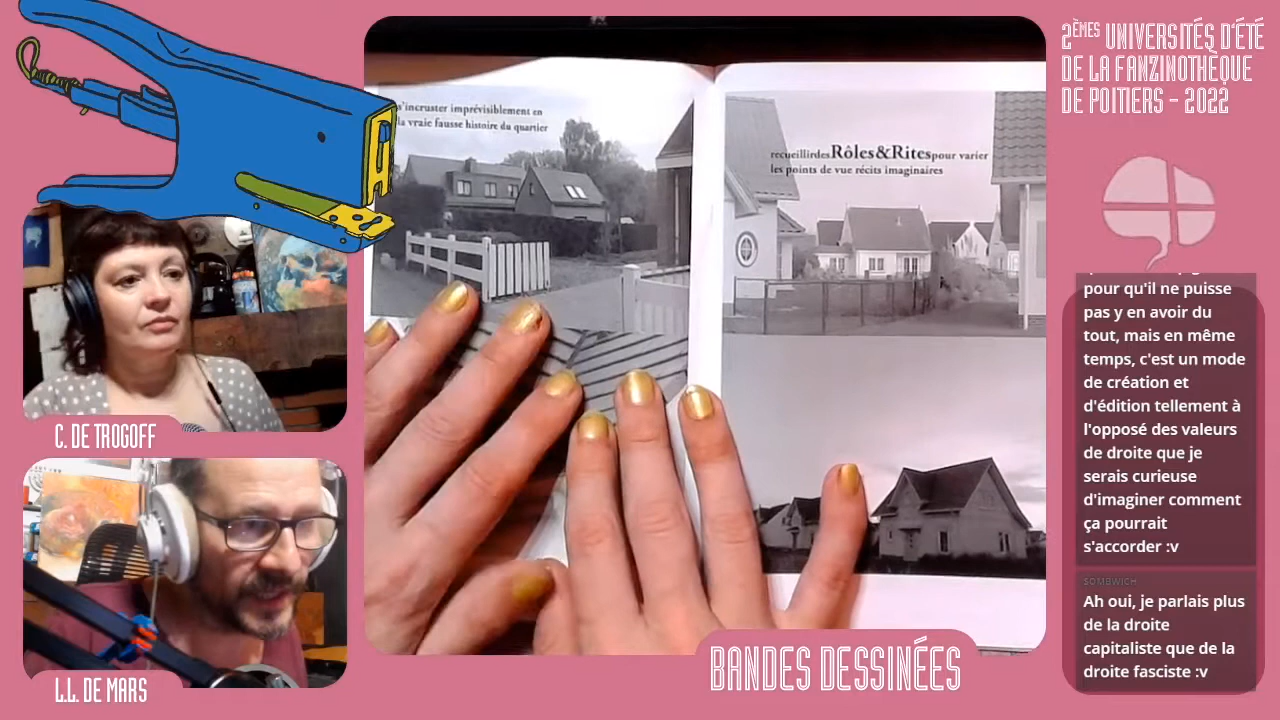 2ÈMES UNIVERSITÉS D'ÉTÉ
DE LA FANZINOTHÈQUE
DE POITIERS - 2022
s'incruster imprévisiblement en
la vraie fausse histoire du quartier
recueillirdesRôles&Ritespour varier
les points de vue récits imaginaires
C. DE TROGOFF
L.L. DE MARS
BANDES DESSINÉES
pour qu'il ne puisse
pas y en avoir du
tout, mais en même
temps, c'est un mode
de création et
d'édition tellement à
l'opposé des valeurs
de droite que je
serais curieuse
d'imaginer comment
ça pourrait
s'accorder :v
SOMBWICH
Ah oui, je parlais plus
de la droite
capitaliste que de la
droite fasciste :v